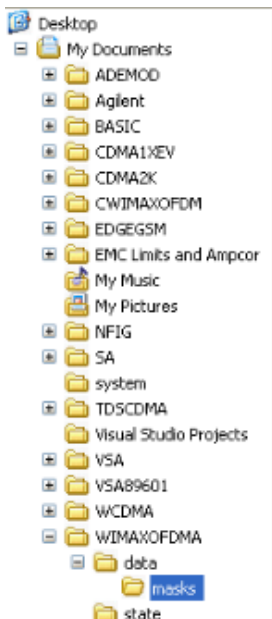 Desktop
My Documents
ADEMOD
Agilent
BASIC
CDMA1XEV
CDMA2K
CWIMAXOFDM
EDGEGSM
EMC Limits and Ampcor
My Music
My Pictures
NFIG
SA
system
TDSCDMA
Visual Studio Projects
VSA
VSA89601
WCDMA
WIMAXOFDMA
data
masks
state